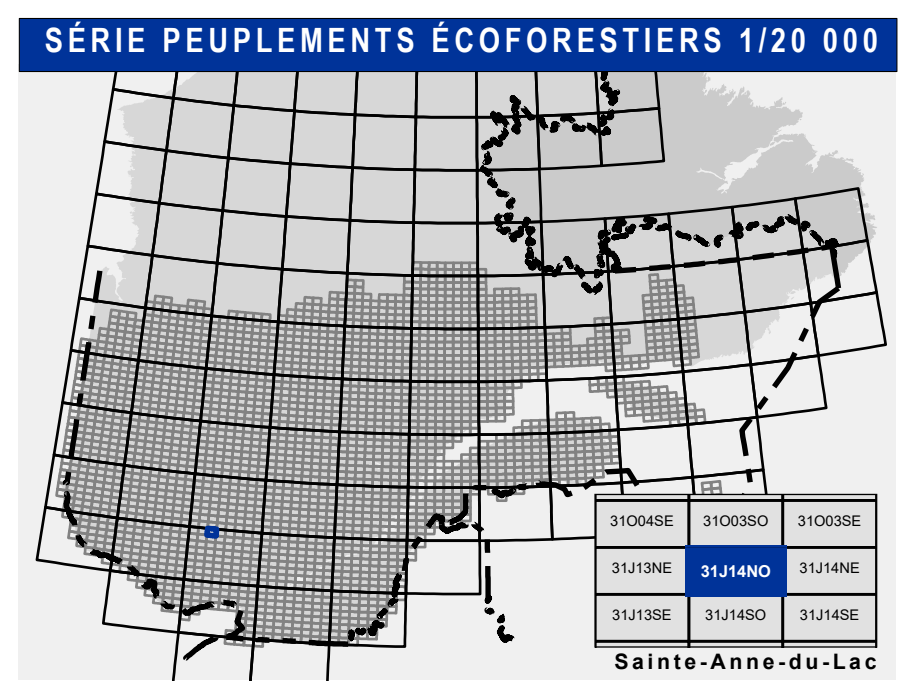 SÉRIE PEUPLEMENTS ÉCOFORESTIERS 1/20 000
31O04SE 31O03SO 31O03SE
31J13NE 31J14NO 31J14NE
31J13SE 31J14SO 31J14SE
Sainte-Anne-du-Lac